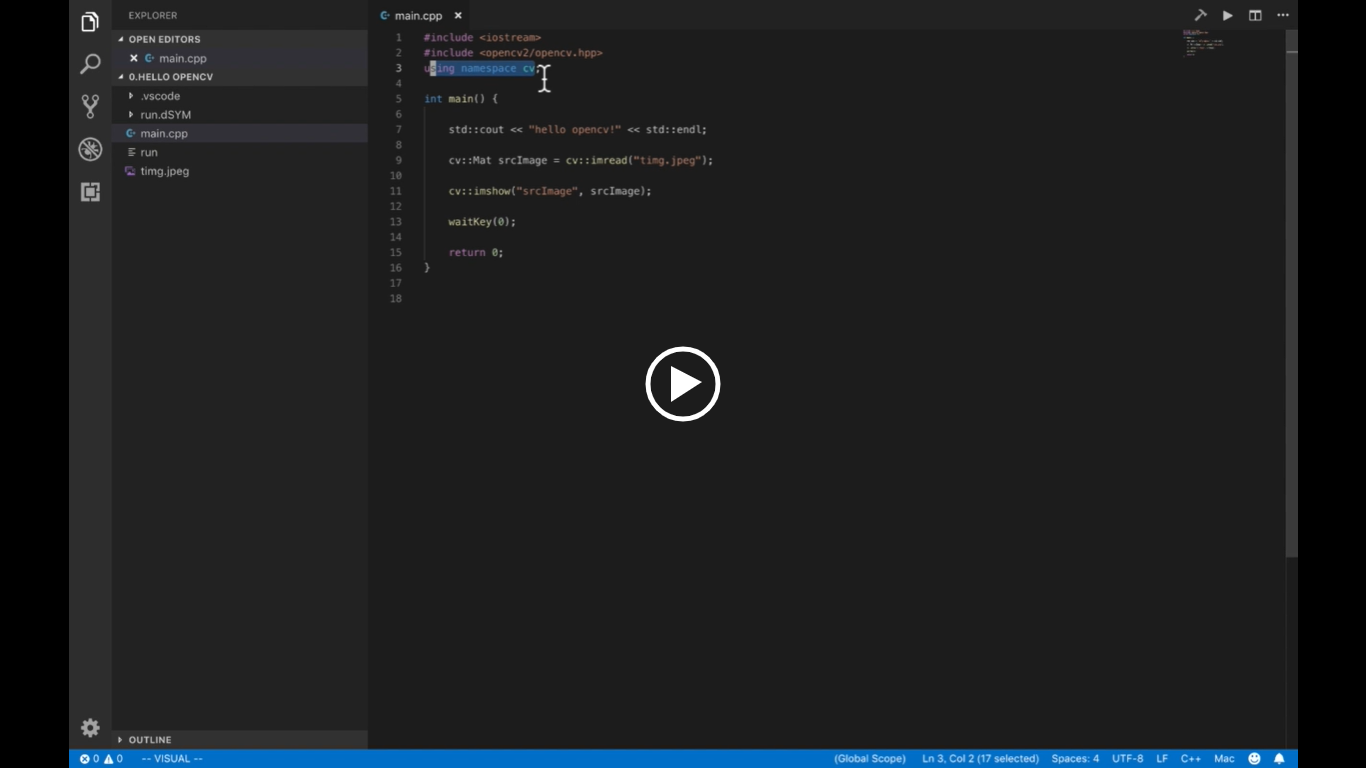 EXPLORER
OPEN EDITORS
main.cpp
0.HELLO OPENCV
.vscode
run.dSYM
main.cpp
run
timg.jpeg
OUTLINE
main.cpp
1 #include <iostream>
2 #include <opencv2/opencv.hpp>
3 using namespace cv;
4
5 int main() {
6
7 std::cout << "hello opencv!" << std::endl;
8
9 cv::Mat srcImage = cv::imread("timg.jpeg");
10
11 cv::imshow("srcImage", srcImage);
12
13 waitKey(0);
14
15 return 0;
16 }
17
18
0 0 -- VISUAL -- (Global Scope) Ln 3, Col 2 (17 selected) Spaces: 4 UTF-8 LF C++ Mac